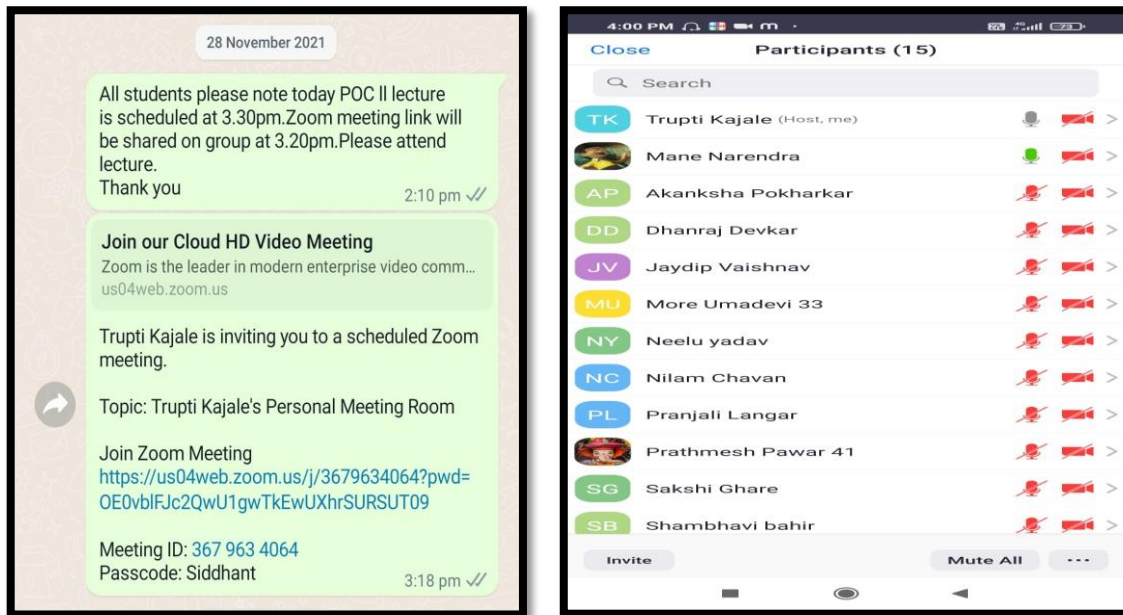 28 November 2021
All students please note today POC ll lecture
is scheduled at 3.30pm.Zoom meeting link will
be shared on group at 3.20pm.Please attend
lecture.
Thank you
2:10 pm
Join our Cloud HD Video Meeting
Zoom is the leader in modern enterprise video comm...
us04web.zoom.us
Trupti Kajale is inviting you to a scheduled Zoom
meeting.
Topic: Trupti Kajale's Personal Meeting Room
Join Zoom Meeting
https://us04web.zoom.us/j/3679634064?pwd=
OE0vblFJc2QwU1gwTkEwUXhrSURSUT09
Meeting ID: 367 963 4064
Passcode: Siddhant
3:18 pm
4:00 PM
73
Close Participants (15)
Search
TK Trupti Kajale (Host, me)
Mane Narendra
AP Akanksha Pokharkar
DD Dhanraj Devkar
JV Jaydip Vaishnav
MU More Umadevi 33
NY Neelu yadav
NC Nilam Chavan
PL Pranjali Langar
Prathmesh Pawar 41
SG Sakshi Ghare
SB Shambhavi bahir
Invite Mute All ...